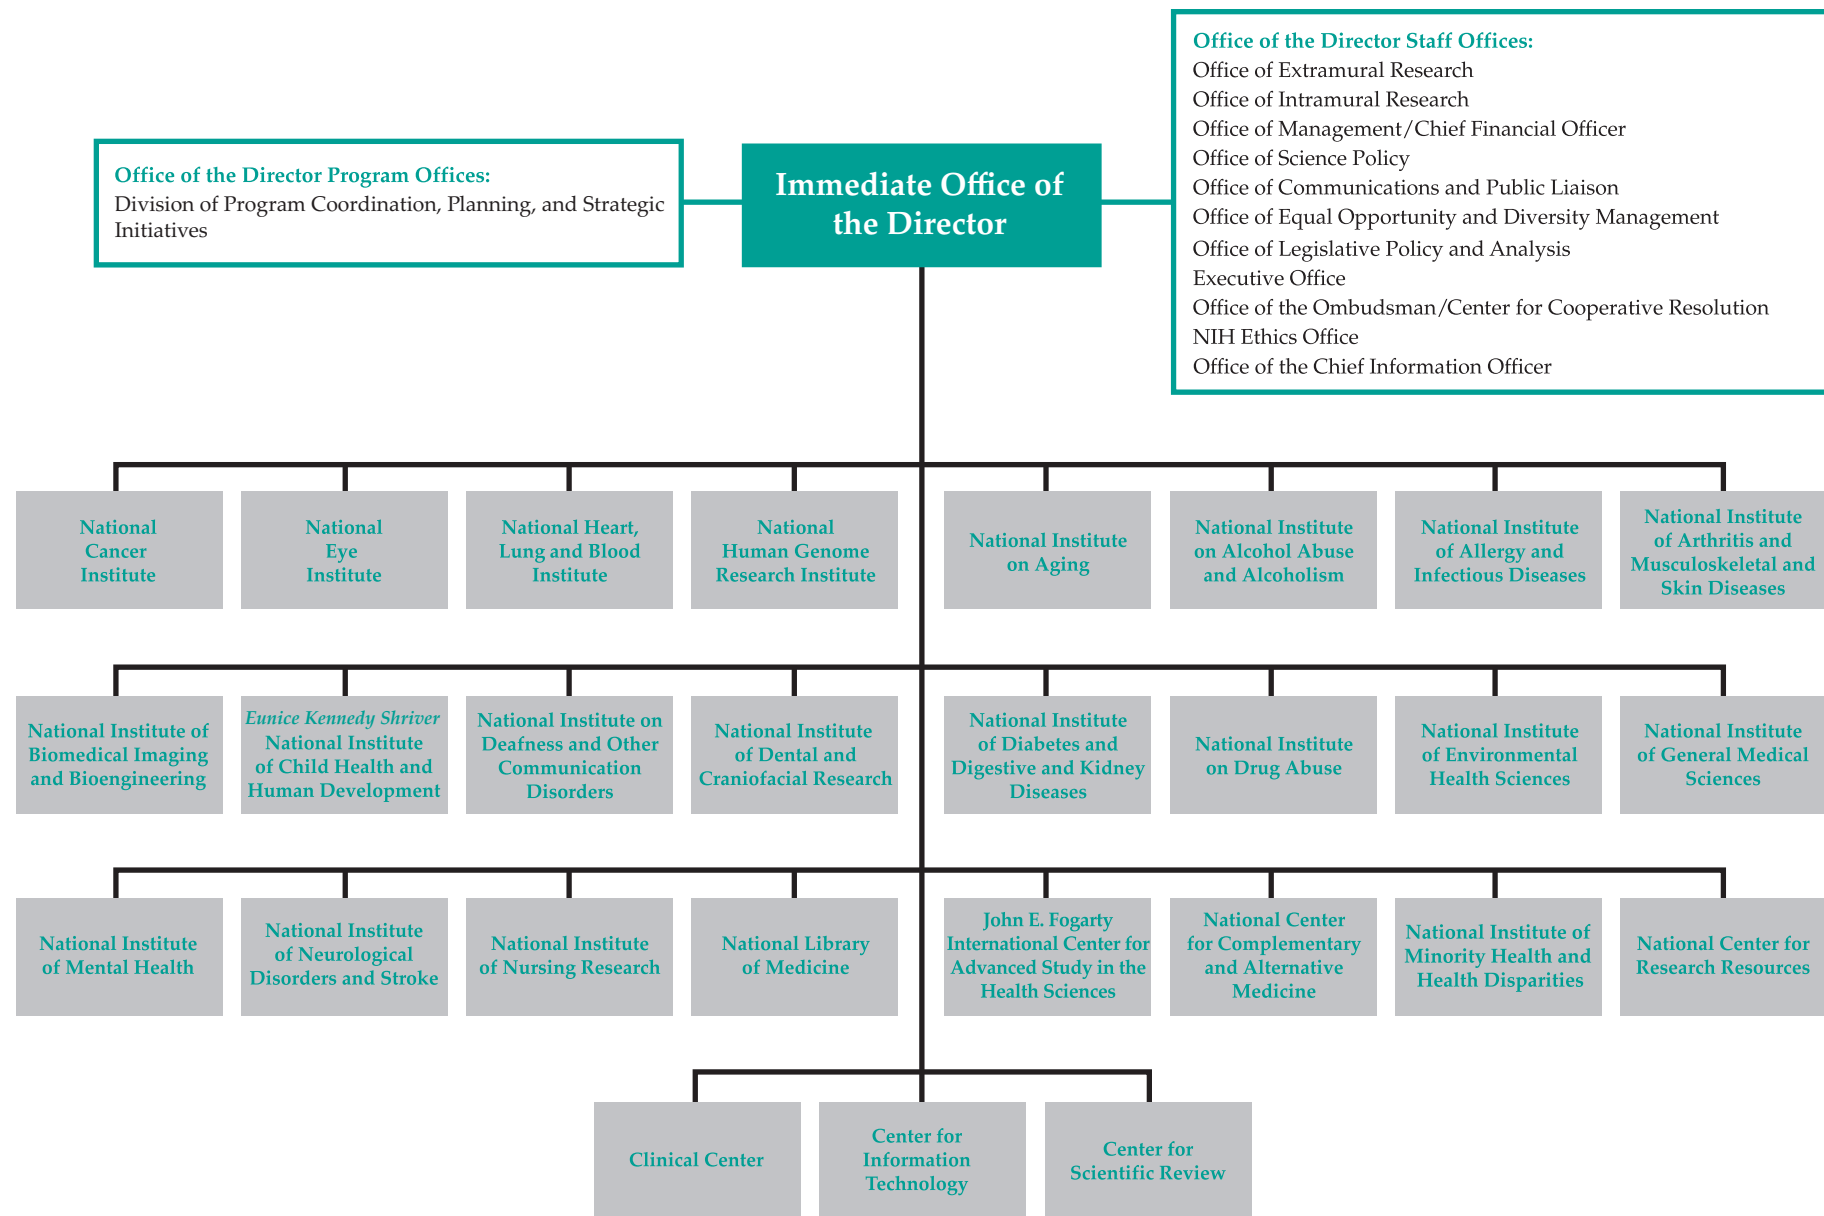 Office of the Director Staff Offices:
Office of Extramural Research
Office of Intramural Research
Office of Management/Chief Financial Officer
Office of Science Policy
Office of Communications and Public Liaison
Office of Equal Opportunity and Diversity Management
Office of Legislative Policy and Analysis
Executive Office
Office of the Ombudsman/Center for Cooperative Resolution
NIH Ethics Office
Office of the Chief Information Officer
Office of the Director Program Offices:
Division of Program Coordination, Planning, and Strategic
Initiatives
Immediate Office of
the Director
National
Cancer
Institute
National
Eye
Institute
National Heart,
Lung and Blood
Institute
National
Human Genome
Research Institute
National Institute
on Aging
National Institute
on Alcohol Abuse
and Alcoholism
National Institute
of Allergy and
Infectious Diseases
National Institute
of Arthritis and
Musculoskeletal and
Skin Diseases
National Institute of
Biomedical Imaging
and Bioengineering
Eunice Kennedy Shriver
National Institute
of Child Health and
Human Development
National Institute on
Deafness and Other
Communication
Disorders
National Institute
of Dental and
Craniofacial Research
National Institute
of Diabetes and
Digestive and Kidney
Diseases
National Institute
on Drug Abuse
National Institute
of Environmental
Health Sciences
National Institute
of General Medical
Sciences
National Institute
of Mental Health
National Institute
of Neurological
Disorders and Stroke
National Institute
of Nursing Research
National Library
of Medicine
John E. Fogarty
International Center for
Advanced Study in the
Health Sciences
National Center
for Complementary
and Alternative
Medicine
National Institute of
Minority Health and
Health Disparities
National Center for
Research Resources
Clinical Center
Center for
Information
Technology
Center for
Scientific Review